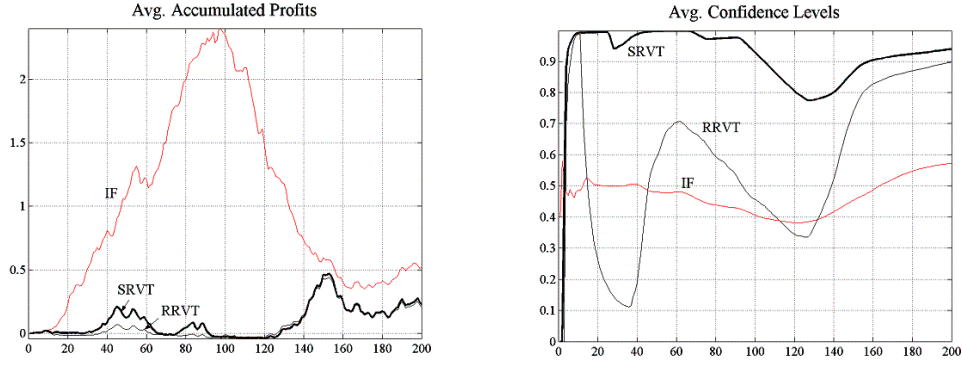 Avg. Accumulated Profits
2
1.5
1
0.5
0
IF
SRVT
RRVT
0 20 40 60 80 100 120 140 160 180 200
Avg. Confidence Levels
0.9
0.8
0.7
0.6
0.5
0.4
0.3
0.2
0.1
0
SRVT
RRVT
IF
0 20 40 60 80 100 120 140 160 180 200